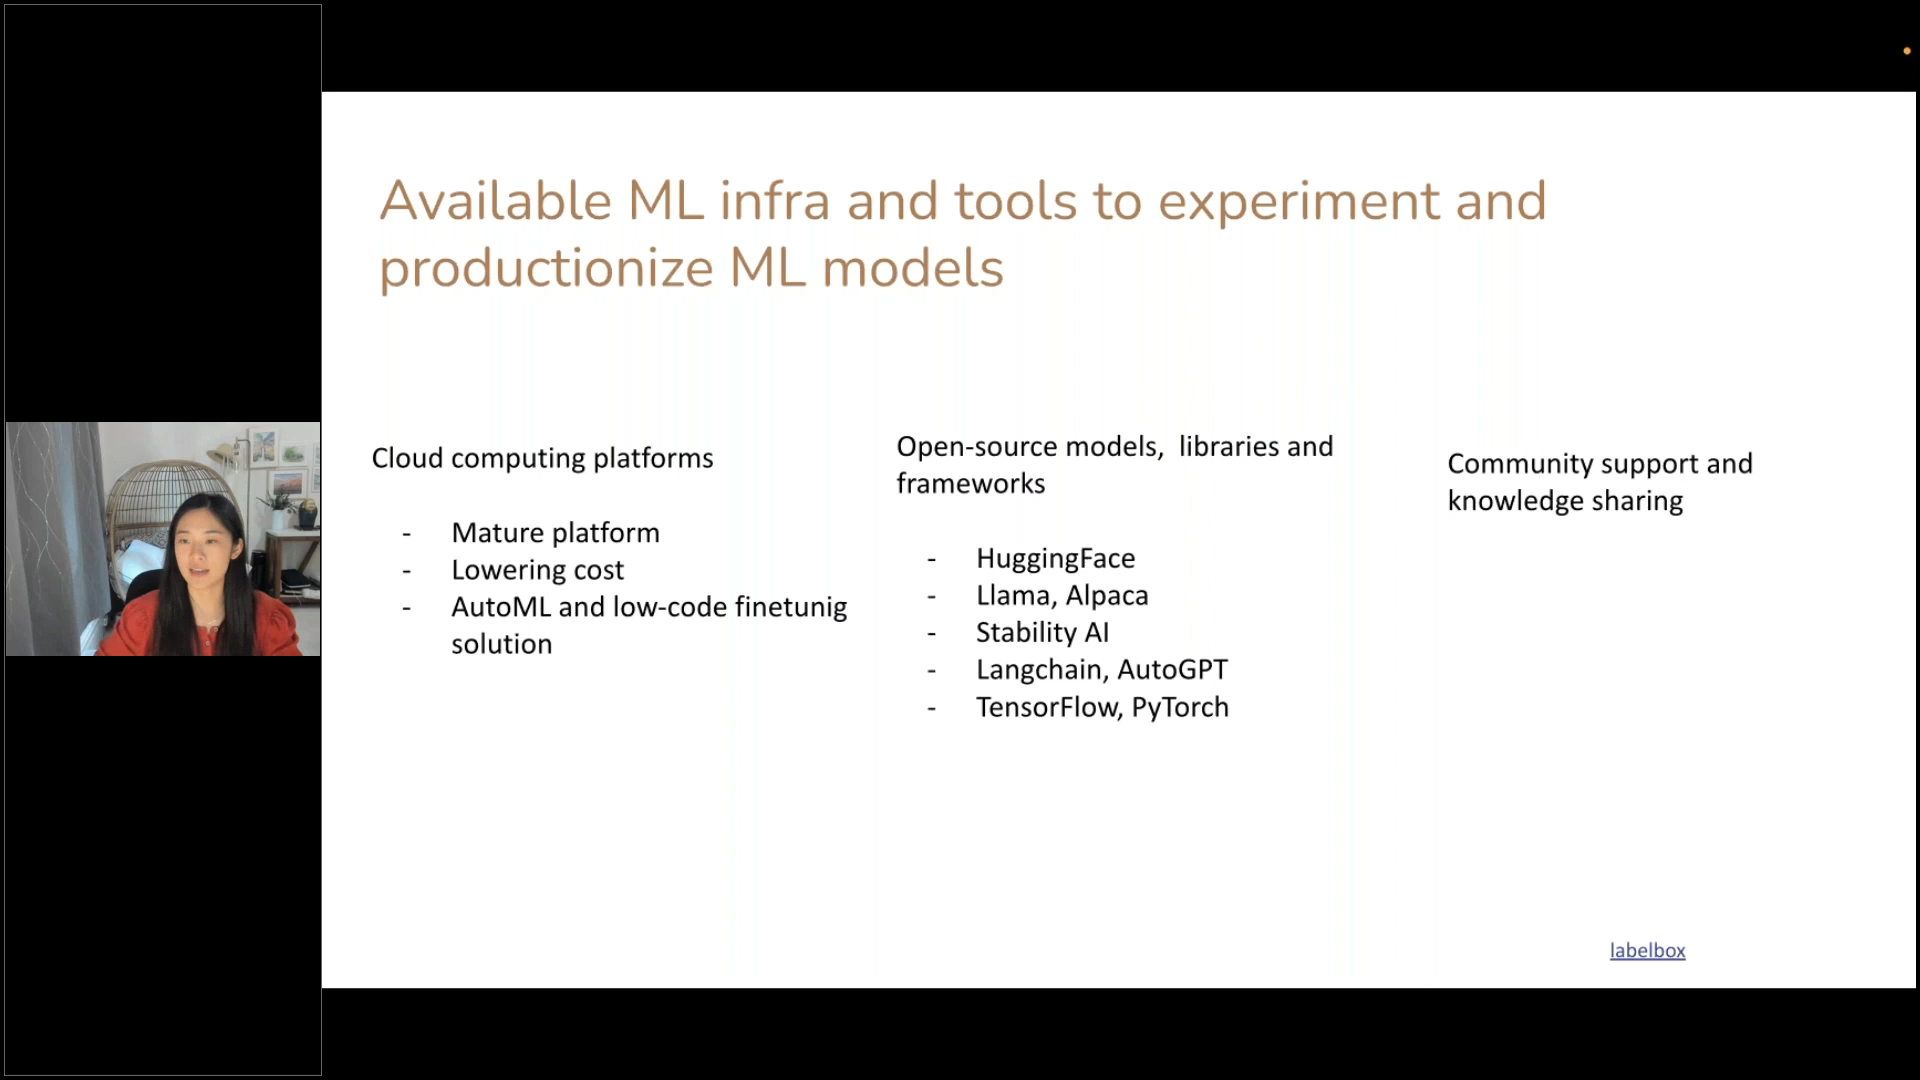 Available ML infra and tools to experiment and
productionize ML models
Cloud computing platforms
- Mature platform
- Lowering cost
- AutoML and low-code finetunig
solution
Open-source models,  libraries and
frameworks
- HuggingFace
- Llama, Alpaca
- Stability AI
- Langchain, AutoGPT
- TensorFlow, PyTorch
Community support and
knowledge sharing
labelbox